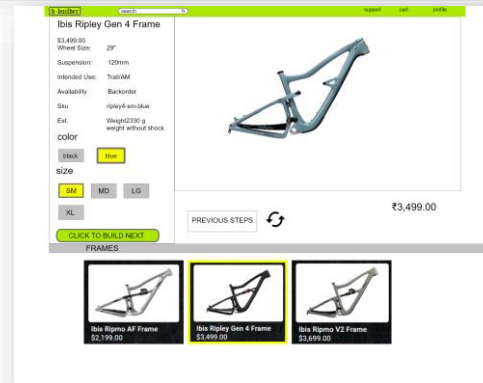 b-builber search support cart profile
Ibis Ripley Gen 4 Frame
$3,499.00
Wheel Size: 29"
Suspension: 120mm
Intended Use: Trail/AM
Availability Backorder
Sku ripley4-sm-blue
Est. Weight2330 g
weight without shock
color
black blue
size
SM MD LG
XL
₹3,499.00
PREVIOUS STEPS
CLICK TO BUILD NEXT
FRAMES
Ibis Ripmo AF Frame
$2,199.00
Ibis Ripley Gen 4 Frame
$3,499.00
Ibis Ripmo V2 Frame
$3,699.00